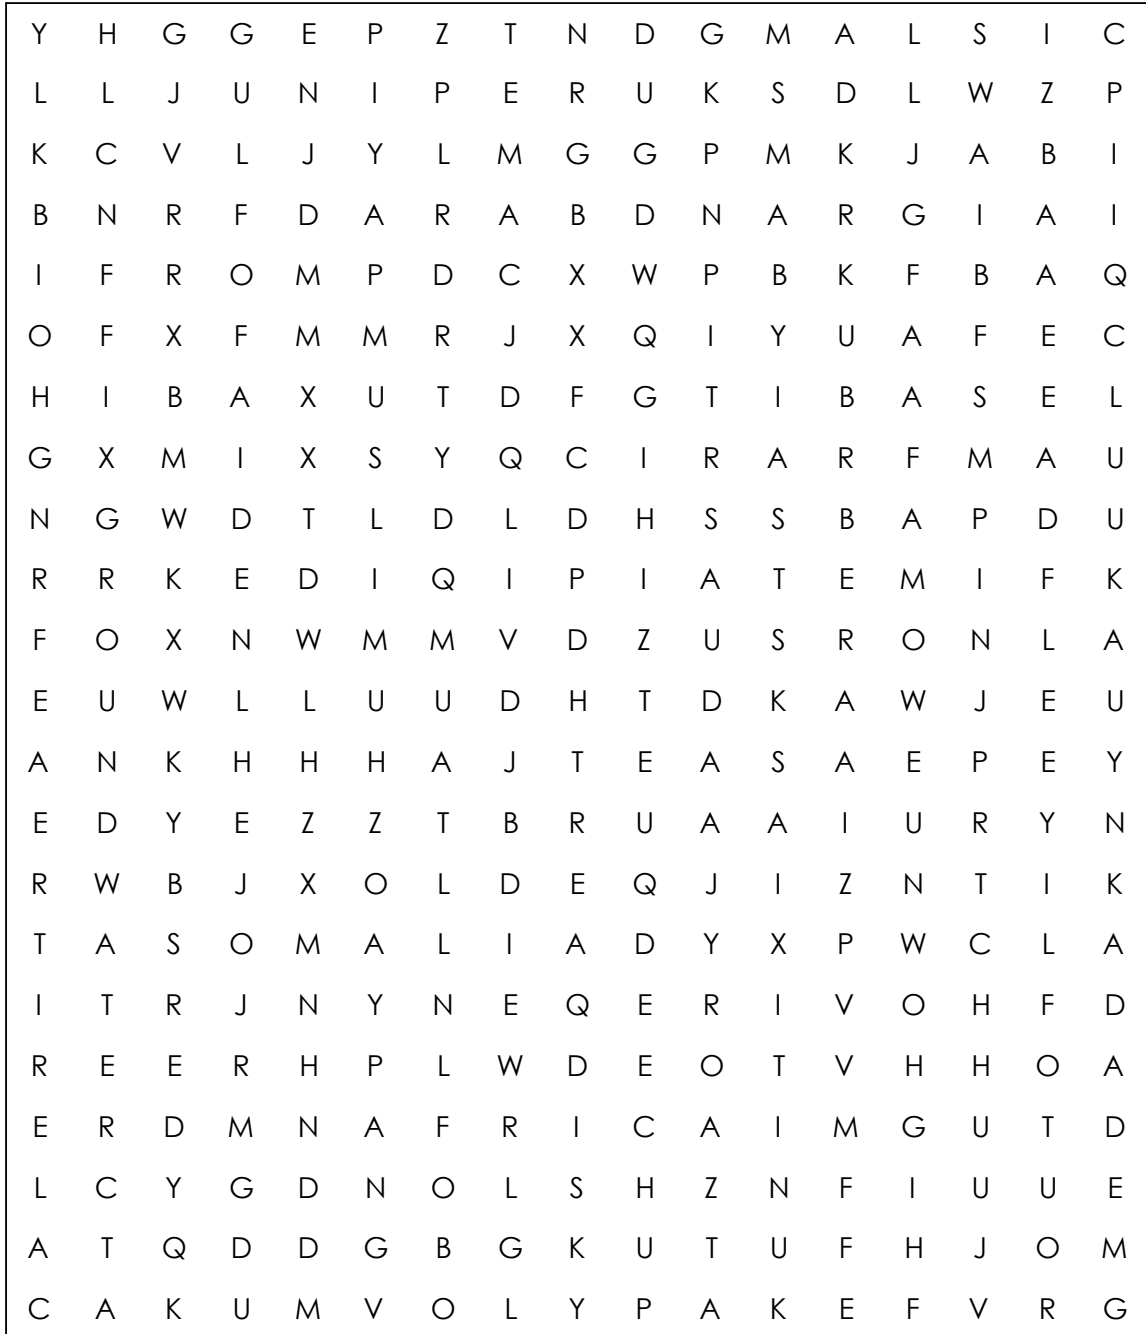 Y H G G E P Z T N D G M A L S I C
L L J U N I P E R U K S D L W Z P
K C V L J Y L M G G P M K J A B I
B N R F D A R A B D N A R G I A I
I F R O M P D C X W P B K F B A Q
O F X F M M R J X Q I Y U A F E C
H I B A X U T D F G T I B A S E L
G X M I X S Y Q C I R A R F M A U
N G W D T L D L D H S S B A P D U
R R K E D I Q I P I A T E M I F K
F O X N W M M V D Z U S R O N L A
E U W L L U U D H T D K A W J E U
A N K H H H A J T E A S A E P E Y
E D Y E Z Z T B R U A A I U R Y N
R W B J X O L D E Q J I Z N T I K
T A S O M A L I A D Y X P W C L A
I T R J N Y N E Q E R I V O H F D
R E E R H P L W D E O T V H H O A
E R D M N A F R I C A I M G U T D
L C Y G D N O L S H Z N F I U U E
A T Q D D G B G K U T U F H J O M
C A K U M V O L Y P A K E F V R G